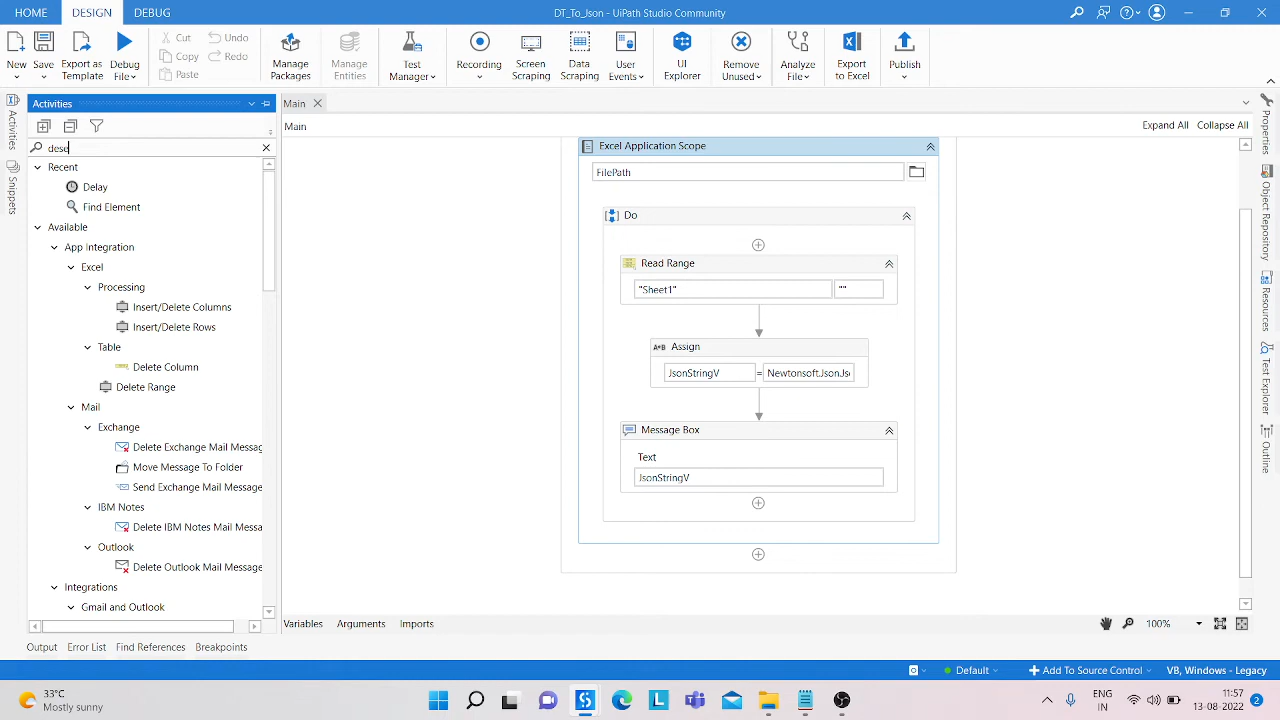 HOME
DESIGN
DEBUG
DT_To_Json - UiPath Studio Community
New
Save
Export as Template
Debug File
Cut
Copy
Paste
Undo
Redo
Manage Packages
Manage Entities
Test Manager
Recording
Screen Scraping
Data Scraping
User Events
UI Explorer
Remove Unused
Analyze File
Export to Excel
Publish
Activities
Snippets
Activities
dese
Recent
Delay
Find Element
Available
App Integration
Excel
Processing
Insert/Delete Columns
Insert/Delete Rows
Table
Delete Column
Delete Range
Mail
Exchange
Delete Exchange Mail Messag
Move Message To Folder
Send Exchange Mail Message
IBM Notes
Delete IBM Notes Mail Messa
Outlook
Delete Outlook Mail Message
Integrations
Gmail and Outlook
Main
Main
Expand All
Collapse All
Excel Application Scope
FilePath
Do
Read Range
"Sheet1"
""
A*B Assign
JsonStringV = Newtonsoft.Json.Js
Message Box
Text
JsonStringV
Properties
Object Repository
Resources
Test Explorer
Outline
Variables
Arguments
Imports
100%
Output
Error List
Find References
Breakpoints
Default
Add To Source Control
VB, Windows - Legacy
33°C
Mostly sunny
ENG
IN
11:57
13-08-2022
2